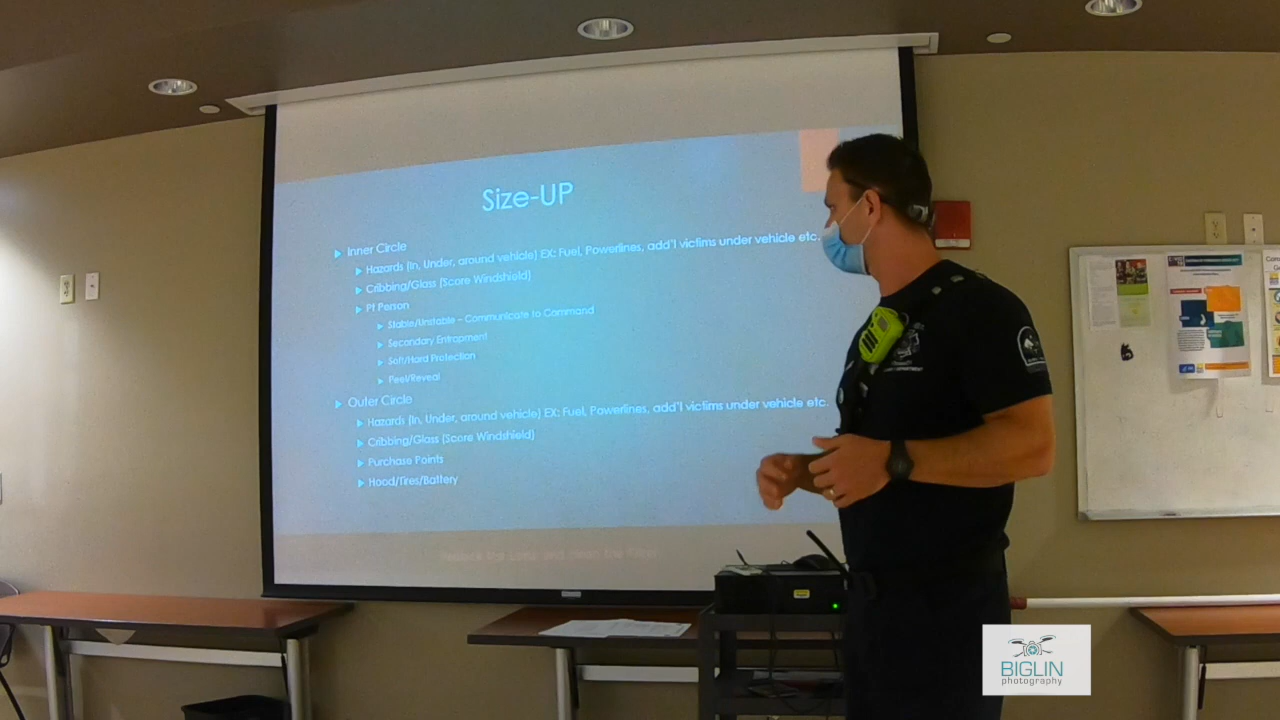 Size-UP
Inner Circle
Hazards (In, Under, around vehicle) EX: Fuel, Powerlines, add'l victims under vehicle etc.
Cribbing/Glass (Score Windshield)
Pt Person
Stable/Unstable – Communicate to Command
Secondary Entrapment
Soft/Hard Protection
Peel/Reveal
Outer Circle
Hazards (In, Under, around vehicle) EX: Fuel, Powerlines, add'l victims under vehicle etc.
Cribbing/Glass (Score Windshield)
Purchase Points
Hood/Tires/Battery
BIGLIN
photography